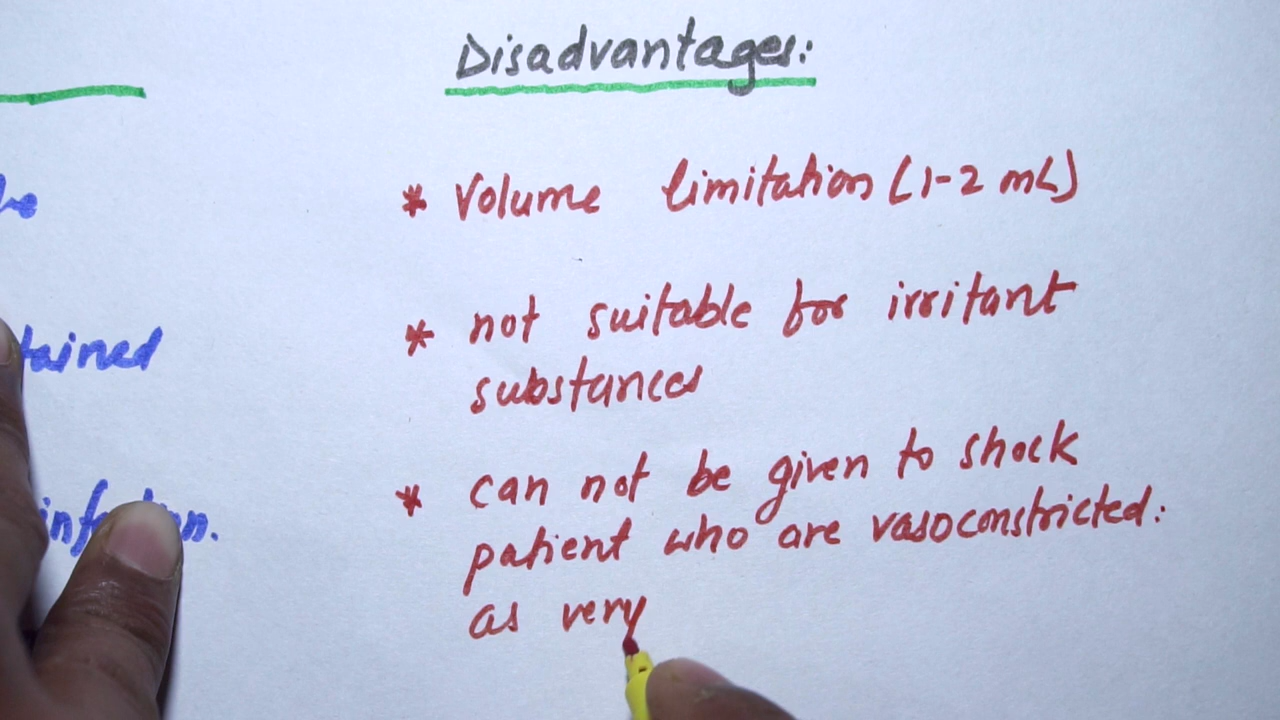 Disadvantages:
* Volume limitation (1-2 mL)
* not suitable for irritant
substances
* can not be given to shock
patient who are vasoconstricted:
as very
tained